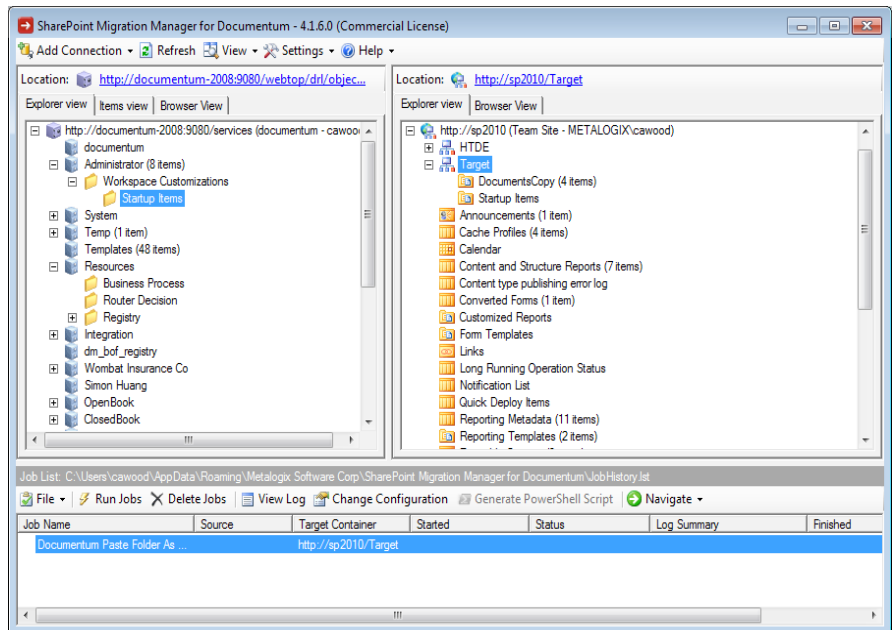 SharePoint Migration Manager for Documentum - 4.1.6.0 (Commercial License)
Add Connection Refresh View Settings Help
Location: http://documentum-2008:9080/webtop/drl/objec...
Explorer view Items view Browser View
http://documentum-2008:9080/services (documentum - cawoo
documentum
Administrator (8 items)
Workspace Customizations
Startup Items
System
Temp (1 item)
Templates (48 items)
Resources
Business Process
Router Decision
Registry
Integration
dm_bof_registry
Wombat Insurance Co
Simon Huang
OpenBook
ClosedBook
Location: http://sp2010/Target
Explorer view Browser View
http://sp2010 (Team Site - METALOGIX\cawood)
HTDE
Target
DocumentsCopy (4 items)
Startup Items
Announcements (1 item)
Cache Profiles (4 items)
Calendar
Content and Structure Reports (7 items)
Content type publishing error log
Converted Forms (1 item)
Customized Reports
Form Templates
Links
Long Running Operation Status
Notification List
Quick Deploy Items
Reporting Metadata (11 items)
Reporting Templates (2 items)
Job List: C:\Users\cawood\AppData\Roaming\Metalogix Software Corp\SharePoint Migration Manager for Documentum\JobHistory.lst
File Run Jobs Delete Jobs View Log Change Configuration Generate PowerShell Script Navigate
Job Name Source Target Container Started Status Log Summary Finished
Documentum Paste Folder As ... http://sp2010/Target